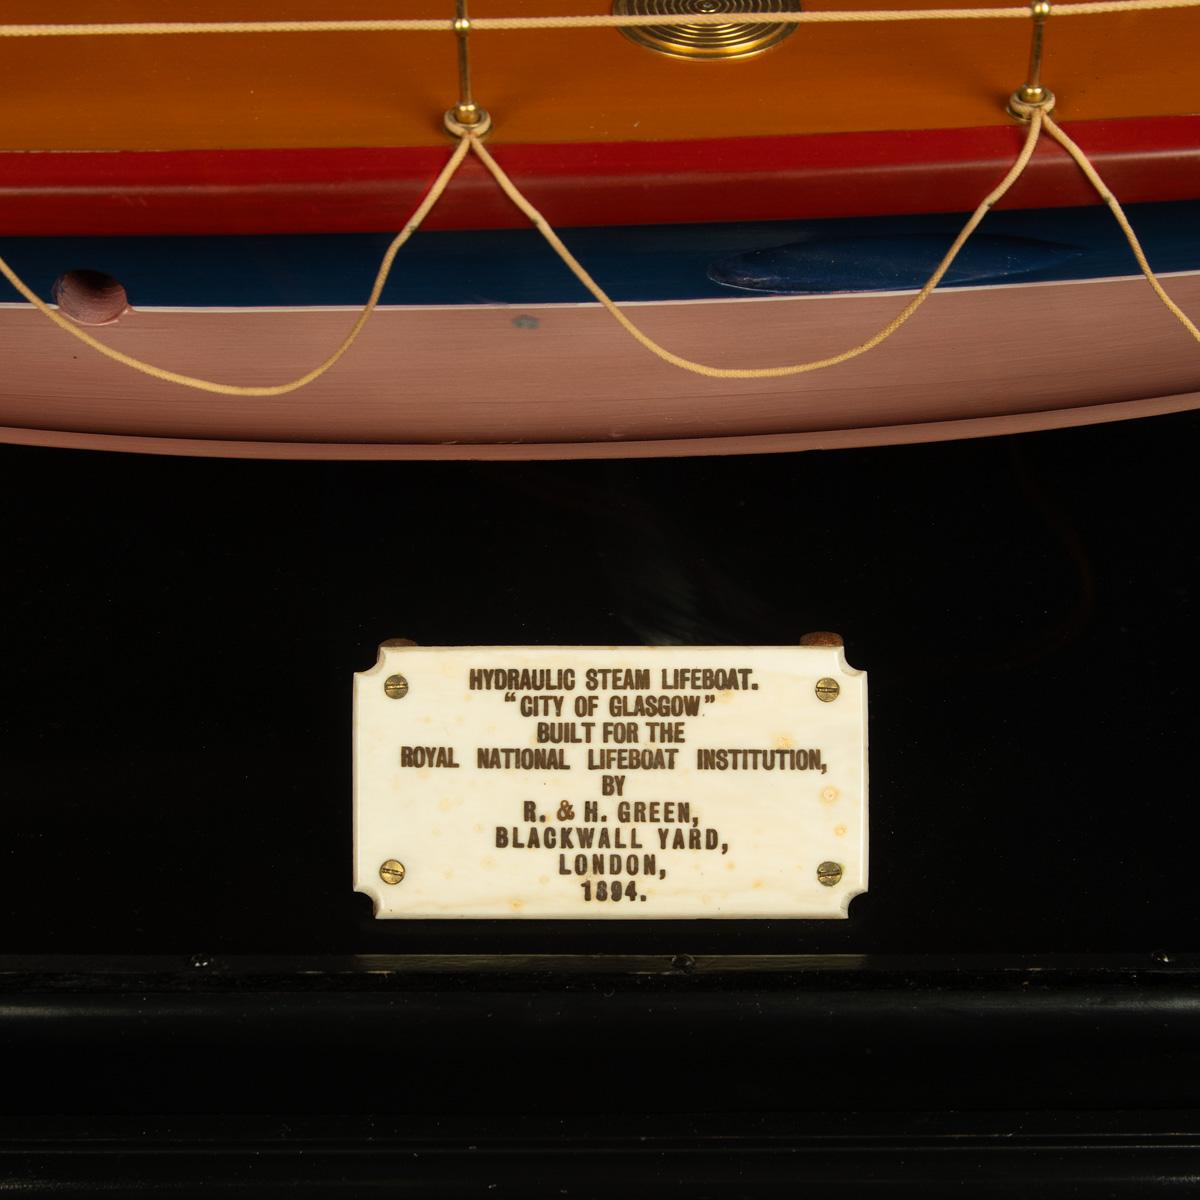 HYDRAULIC STEAM LIFEBOAT.
“CITY OF GLASGOW”
BUILT FOR THE
ROYAL NATIONAL LIFEBOAT INSTITUTION,
BY
R. & H. GREEN,
BLACKWALL YARD,
LONDON,
1894.